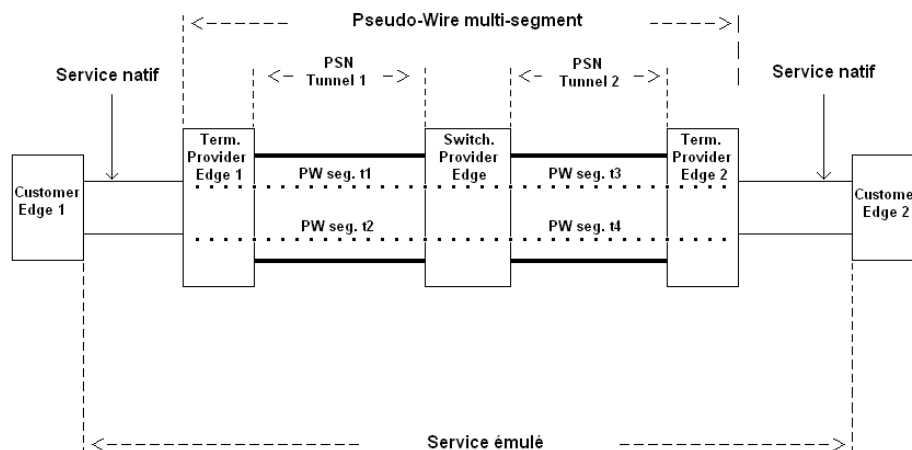 Pseudo-Wire multi-segment
Service natif
PSN
Tunnel 1
PSN
Tunnel 2
Service natif
Term.
Provider
Edge 1
Switch.
Provider
Edge
Term.
Provider
Edge 2
Customer
Edge 1
PW seg. t1
PW seg. t3
Customer
Edge 2
PW seg. t2
PW seg. t4
Service émulé